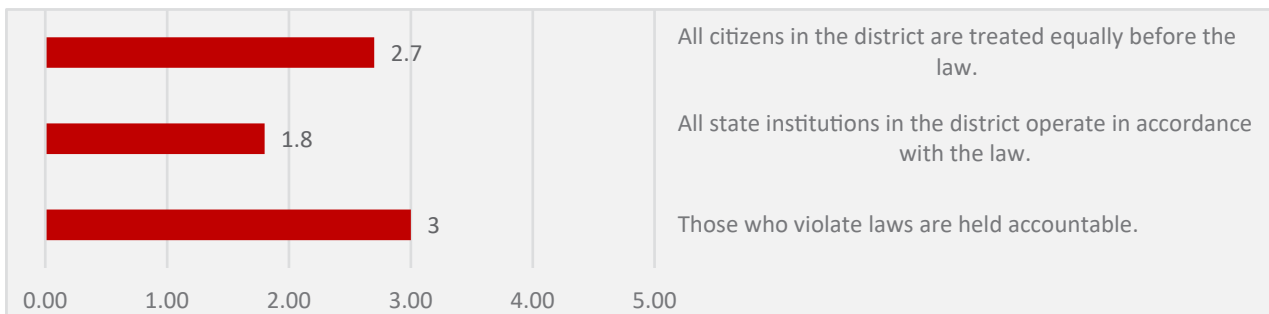 2.7
All citizens in the district are treated equally before the
law.
1.8
All state institutions in the district operate in accordance
with the law.
3
Those who violate laws are held accountable.
0.00 1.00 2.00 3.00 4.00 5.00